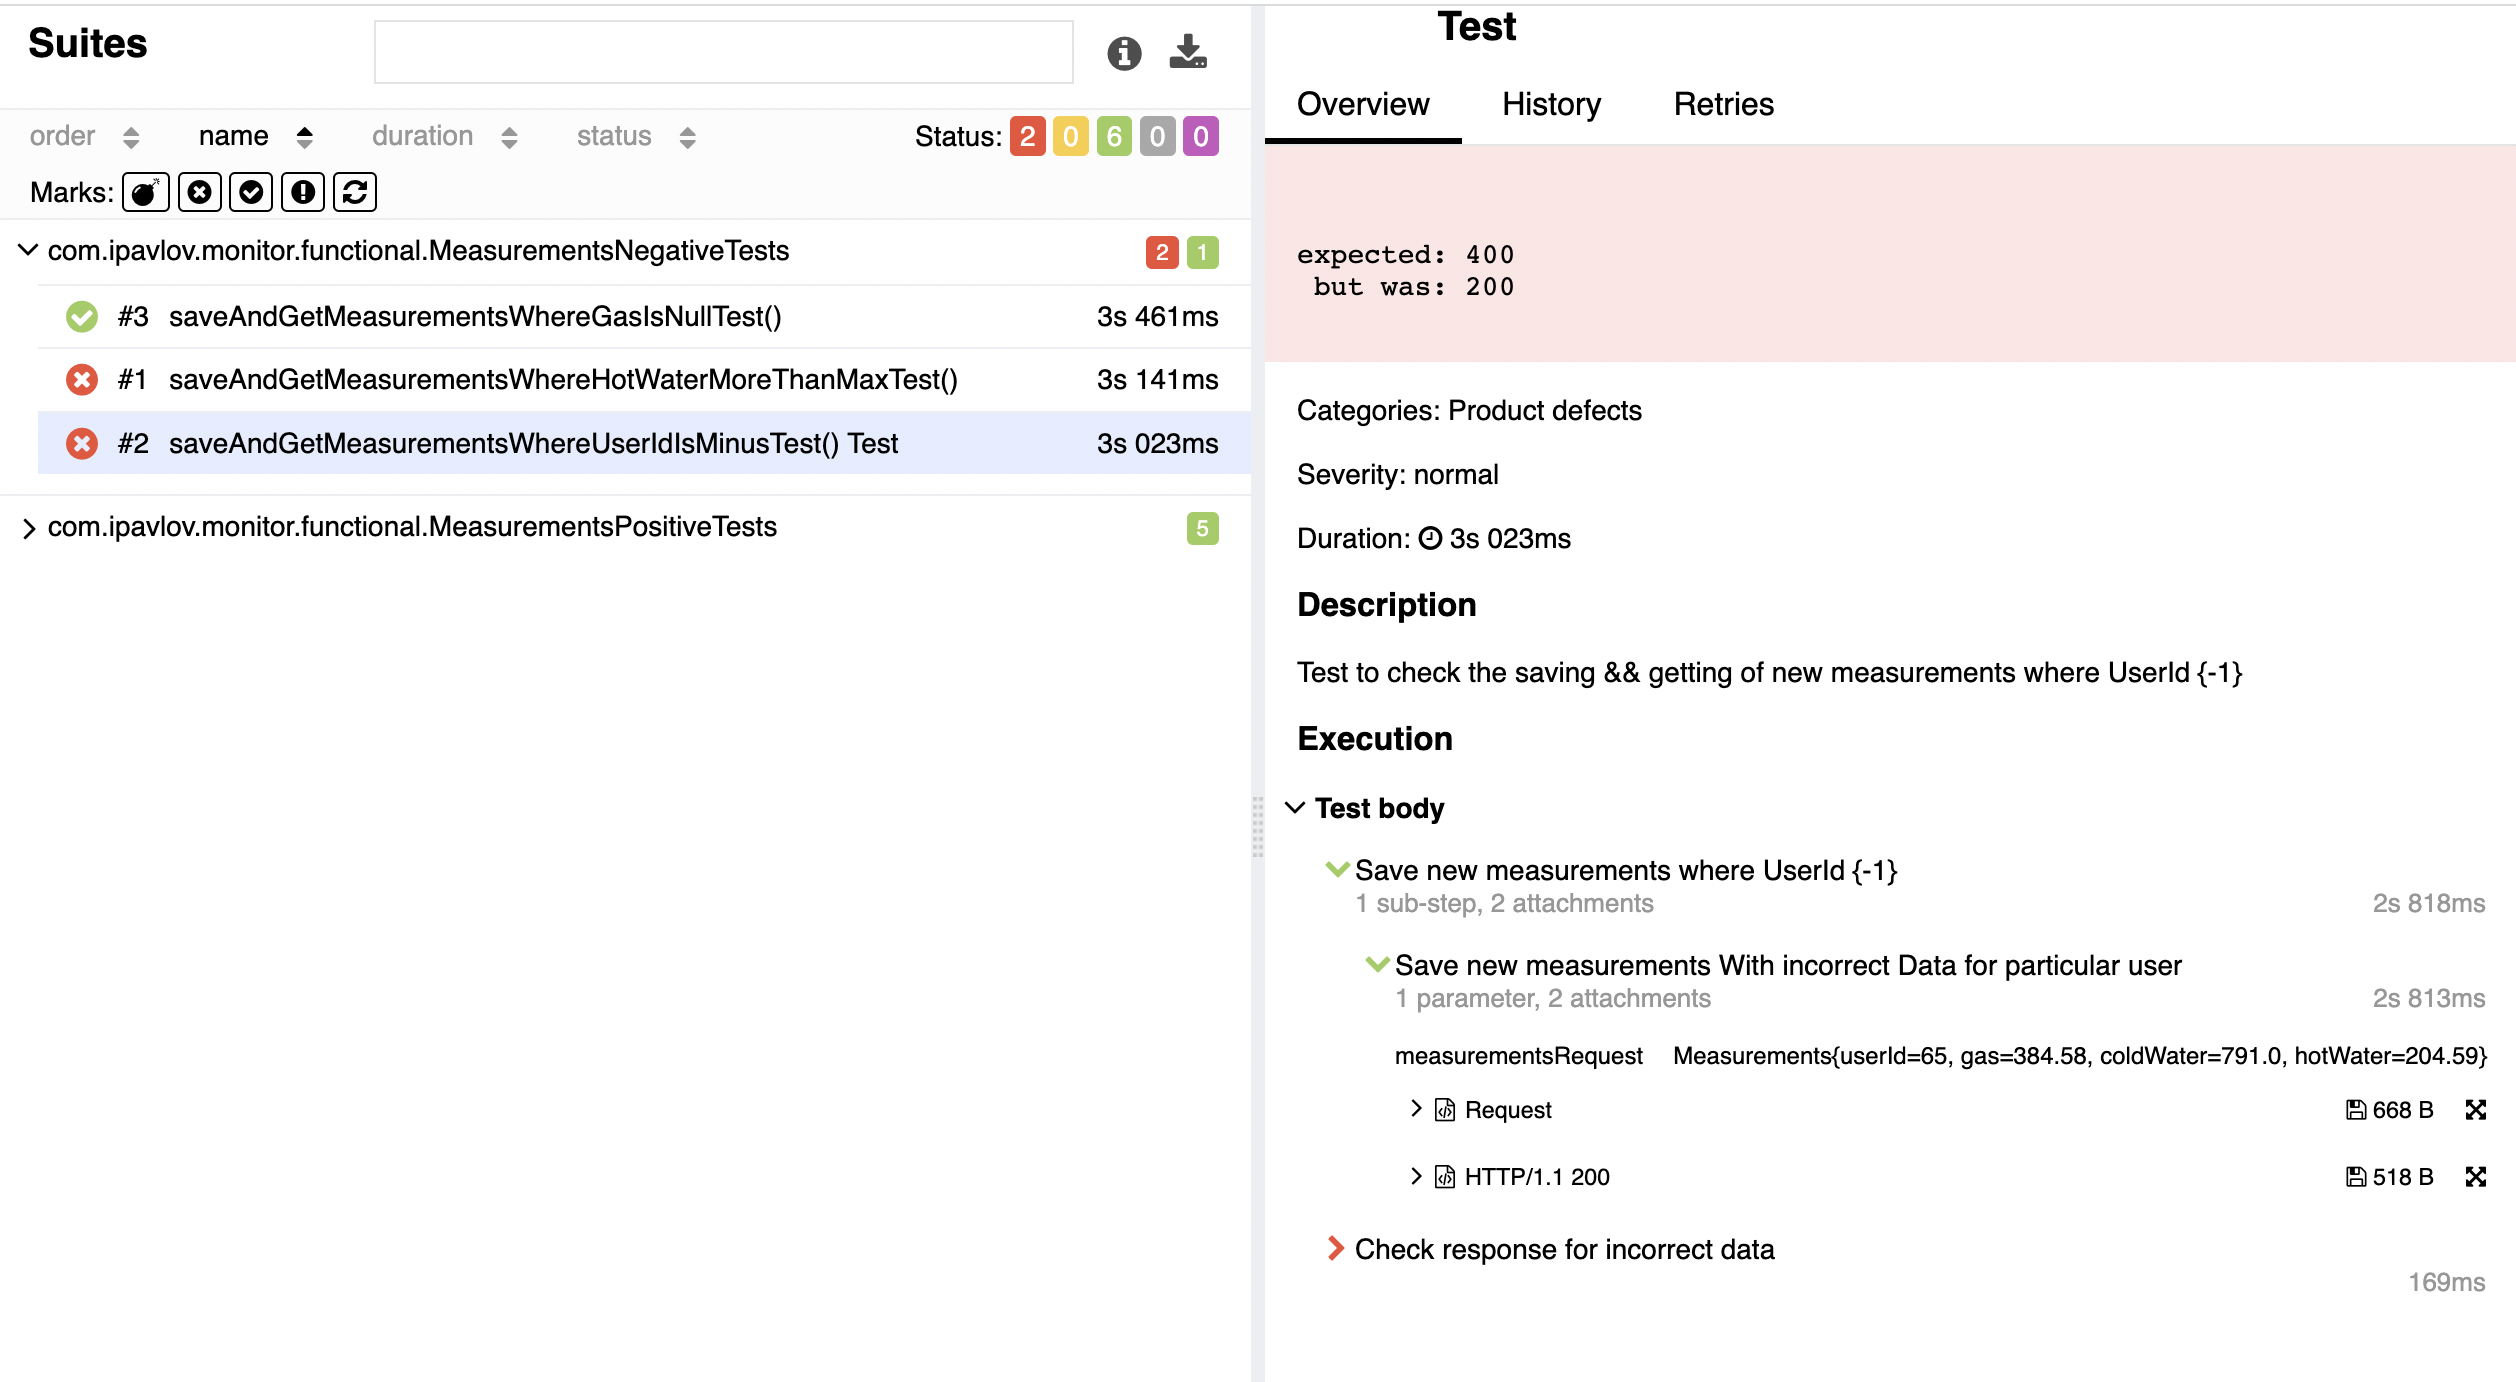 Suites
order name duration status Status: 2 0 6 0 0
Marks:
com.ipavlov.monitor.functional.MeasurementsNegativeTests 2 1
#3 saveAndGetMeasurementsWhereGasIsNullTest() 3s 461ms
#1 saveAndGetMeasurementsWhereHotWaterMoreThanMaxTest() 3s 141ms
#2 saveAndGetMeasurementsWhereUserIdIsMinusTest() Test 3s 023ms
com.ipavlov.monitor.functional.MeasurementsPositiveTests 5
Test
Overview History Retries
expected: 400
but was: 200
Categories: Product defects
Severity: normal
Duration: 3s 023ms
Description
Test to check the saving && getting of new measurements where UserId {-1}
Execution
Test body
Save new measurements where UserId {-1}
1 sub-step, 2 attachments 2s 818ms
Save new measurements With incorrect Data for particular user
1 parameter, 2 attachments 2s 813ms
measurementsRequest Measurements{userId=65, gas=384.58, coldWater=791.0, hotWater=204.59}
Request 668 B
HTTP/1.1 200 518 B
Check response for incorrect data
169ms